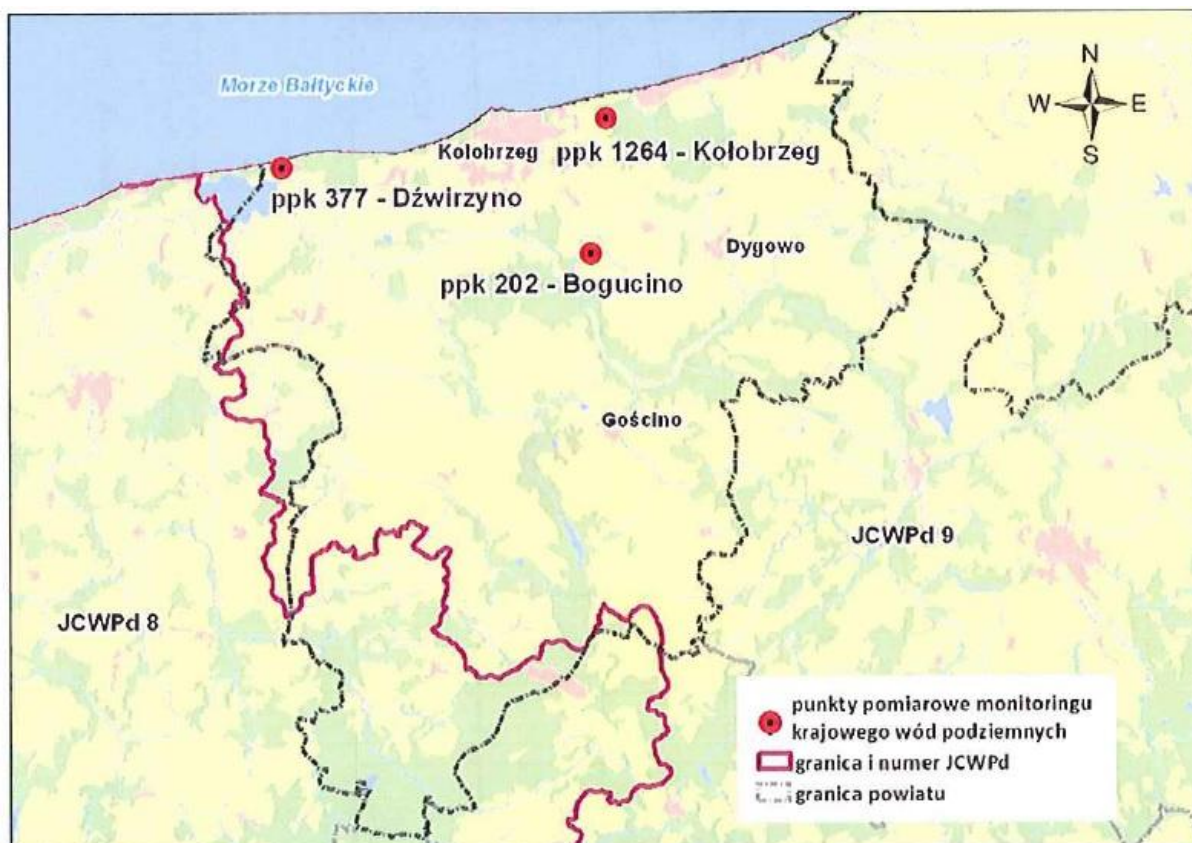 Morze Bałtyckie
N
W E
S
Kołobrzeg
ppk 1264 - Kołobrzeg
ppk 377 - Dźwirzyno
Dygowo
ppk 202 - Bogucino
Gościno
JCWPd 9
JCWPd 8
punkty pomiarowe monitoringu
krajowego wód podziemnych
granica i numer JCWPd
granica powiatu